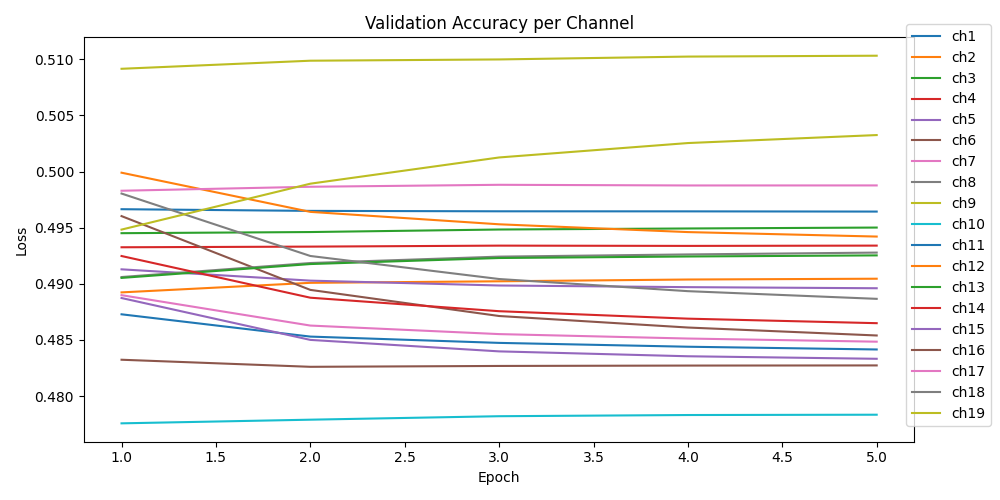 Validation Accuracy per Channel
Loss
0.510
0.505
0.500
0.495
0.490
0.485
0.480
1.0 1.5 2.0 2.5 3.0 3.5 4.0 4.5 5.0
Epoch
ch1
ch2
ch3
ch4
ch5
ch6
ch7
ch8
ch9
ch10
ch11
ch12
ch13
ch14
ch15
ch16
ch17
ch18
ch19